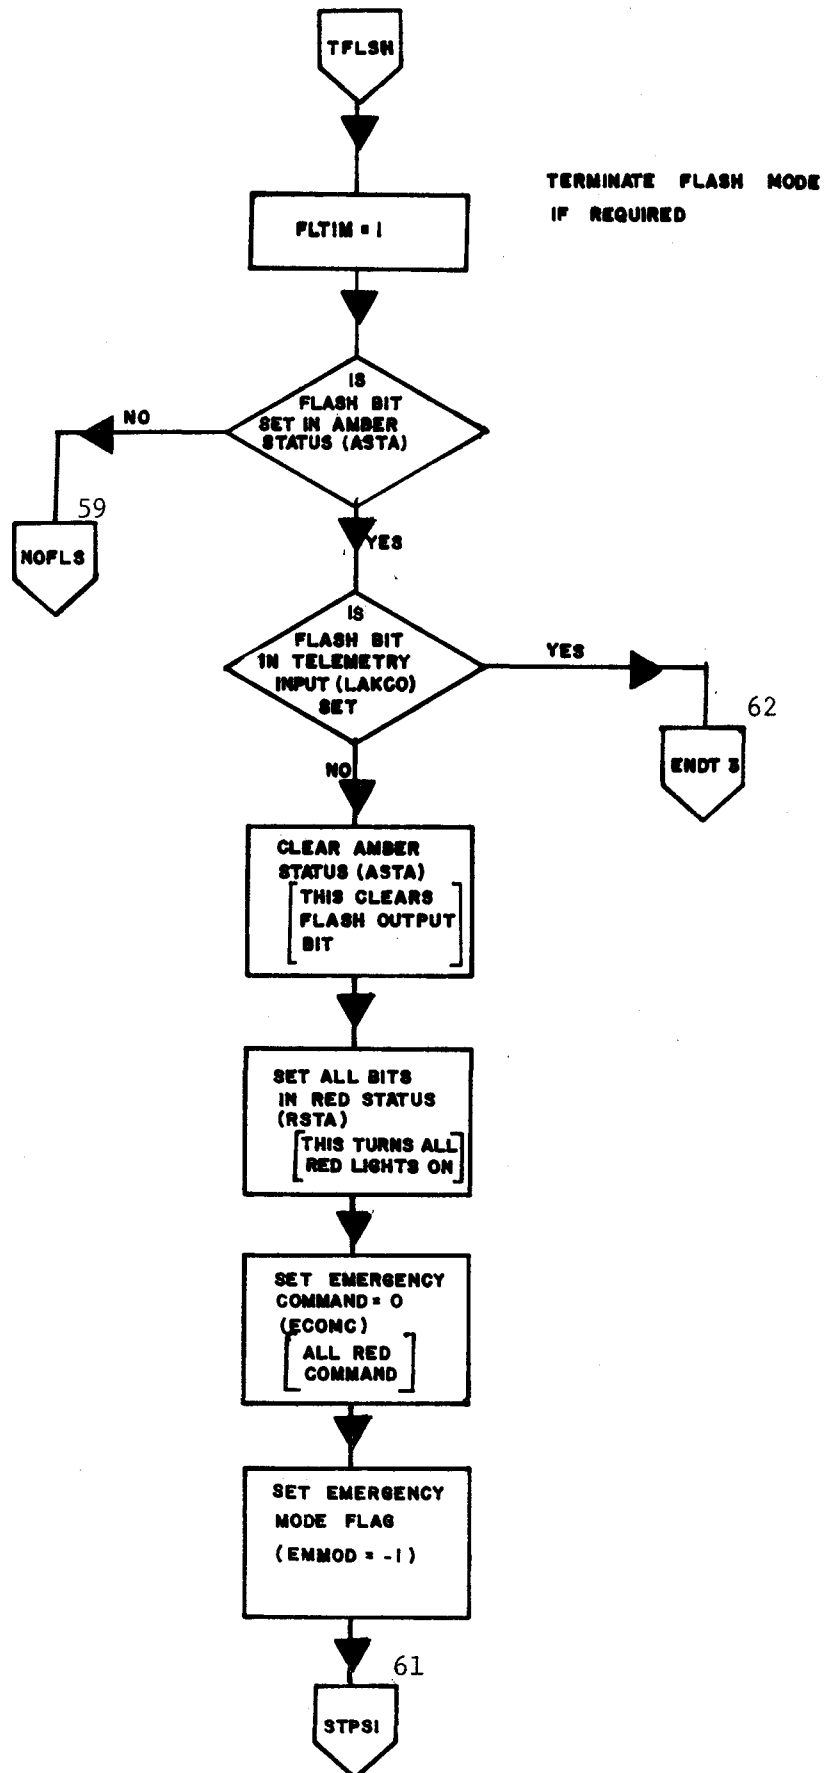 TFLSH
TERMINATE FLASH MODE
IF REQUIRED
FLTIM = 1
IS
FLASH BIT
SET IN AMBER
STATUS (ASTA)
NO
59
NOFLS
YES
IS
FLASH BIT
IN TELEMETRY
INPUT (LAKCO)
SET
YES
62
ENDT 3
NO
CLEAR AMBER
STATUS (ASTA)
[THIS CLEARS
FLASH OUTPUT
BIT]
SET ALL BITS
IN RED STATUS
(RSTA)
[THIS TURNS ALL
RED LIGHTS ON]
SET EMERGENCY
COMMAND = 0
(ECOMC)
[ALL RED
COMMAND]
SET EMERGENCY
MODE FLAG
(EMMOD = -1)
61
STPS1